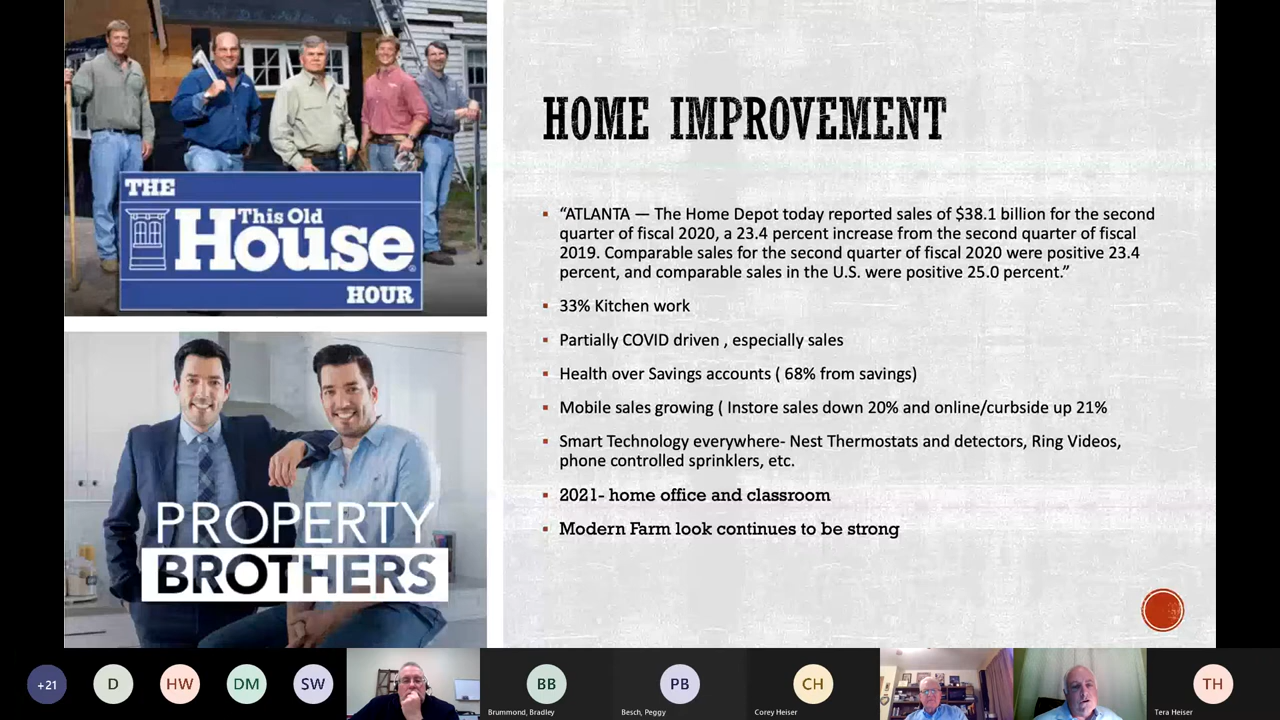 THE
This Old
House
HOUR
PROPERTY
BROTHERS
HOME IMPROVEMENT
▪ “ATLANTA — The Home Depot today reported sales of $38.1 billion for the second
quarter of fiscal 2020, a 23.4 percent increase from the second quarter of fiscal
2019. Comparable sales for the second quarter of fiscal 2020 were positive 23.4
percent, and comparable sales in the U.S. were positive 25.0 percent.”
▪ 33% Kitchen work
▪ Partially COVID driven , especially sales
▪ Health over Savings accounts ( 68% from savings)
▪ Mobile sales growing ( Instore sales down 20% and online/curbside up 21%
▪ Smart Technology everywhere- Nest Thermostats and detectors, Ring Videos,
phone controlled sprinklers, etc.
▪ 2021- home office and classroom
▪ Modern Farm look continues to be strong
+21
D
HW
DM
SW
BB
Brummond, Bradley
PB
Besch, Peggy
CH
Corey Heiser
TH
Tera Heiser